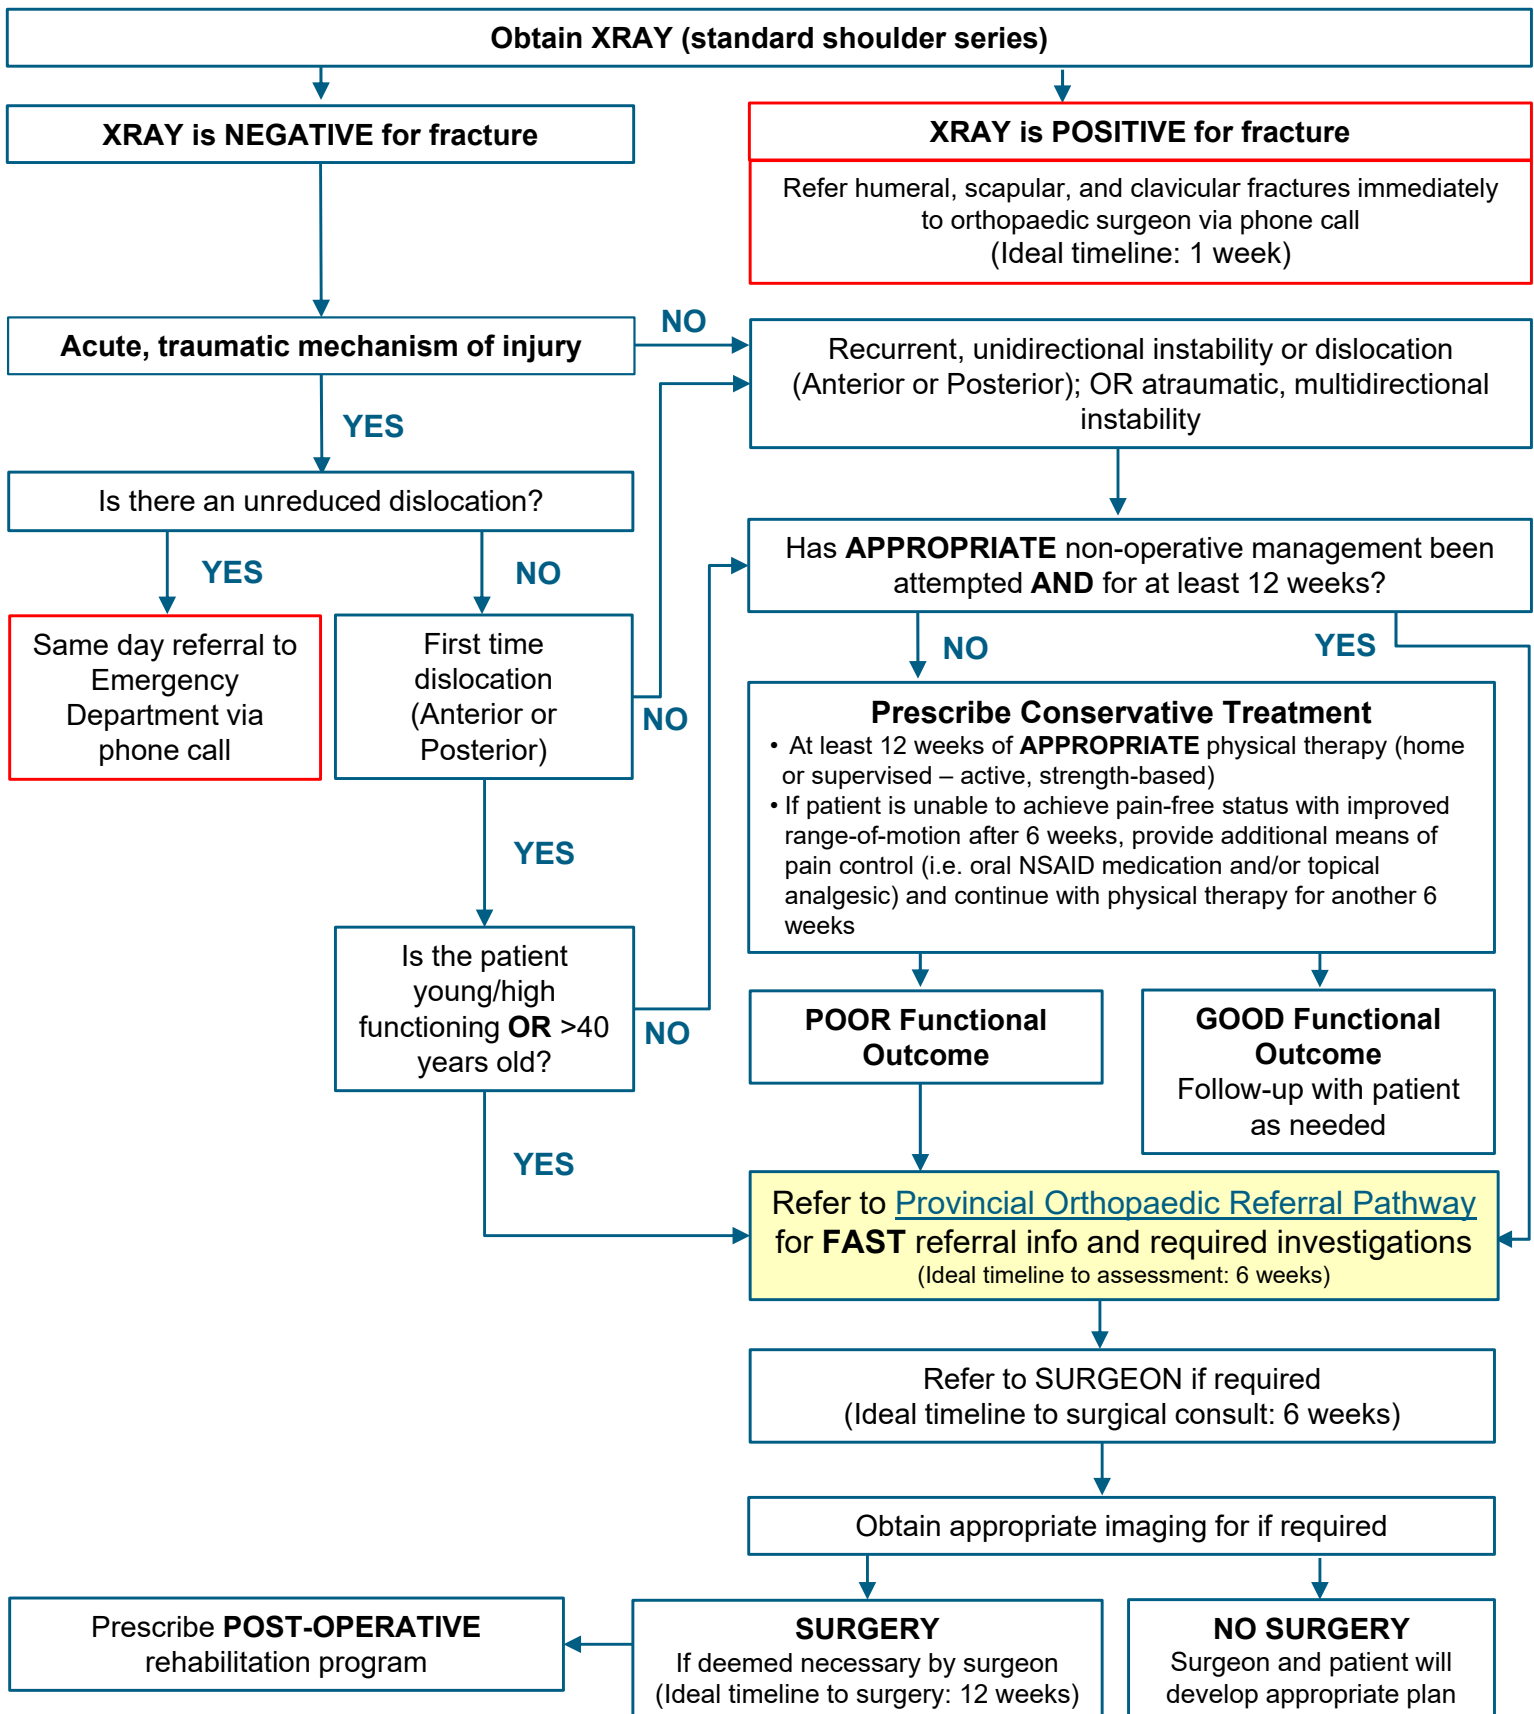 Obtain XRAY (standard shoulder series)
XRAY is NEGATIVE for fracture
XRAY is POSITIVE for fracture
Refer humeral, scapular, and clavicular fractures immediately
to orthopaedic surgeon via phone call
(Ideal timeline: 1 week)
Acute, traumatic mechanism of injury
NO
Recurrent, unidirectional instability or dislocation
(Anterior or Posterior); OR atraumatic, multidirectional
instability
YES
Is there an unreduced dislocation?
YES
NO
Has APPROPRIATE non-operative management been
attempted AND for at least 12 weeks?
Same day referral to
Emergency
Department via
phone call
First time
dislocation
(Anterior or
Posterior)
NO
NO
YES
Prescribe Conservative Treatment
• At least 12 weeks of APPROPRIATE physical therapy (home
or supervised – active, strength-based)
• If patient is unable to achieve pain-free status with improved
range-of-motion after 6 weeks, provide additional means of
pain control (i.e. oral NSAID medication and/or topical
analgesic) and continue with physical therapy for another 6
weeks
YES
Is the patient
young/high
functioning OR >40
years old?
NO
POOR Functional
Outcome
GOOD Functional
Outcome
Follow-up with patient
as needed
YES
Refer to Provincial Orthopaedic Referral Pathway
for FAST referral info and required investigations
(Ideal timeline to assessment: 6 weeks)
Refer to SURGEON if required
(Ideal timeline to surgical consult: 6 weeks)
Obtain appropriate imaging for if required
Prescribe POST-OPERATIVE
rehabilitation program
SURGERY
If deemed necessary by surgeon
(Ideal timeline to surgery: 12 weeks)
NO SURGERY
Surgeon and patient will
develop appropriate plan